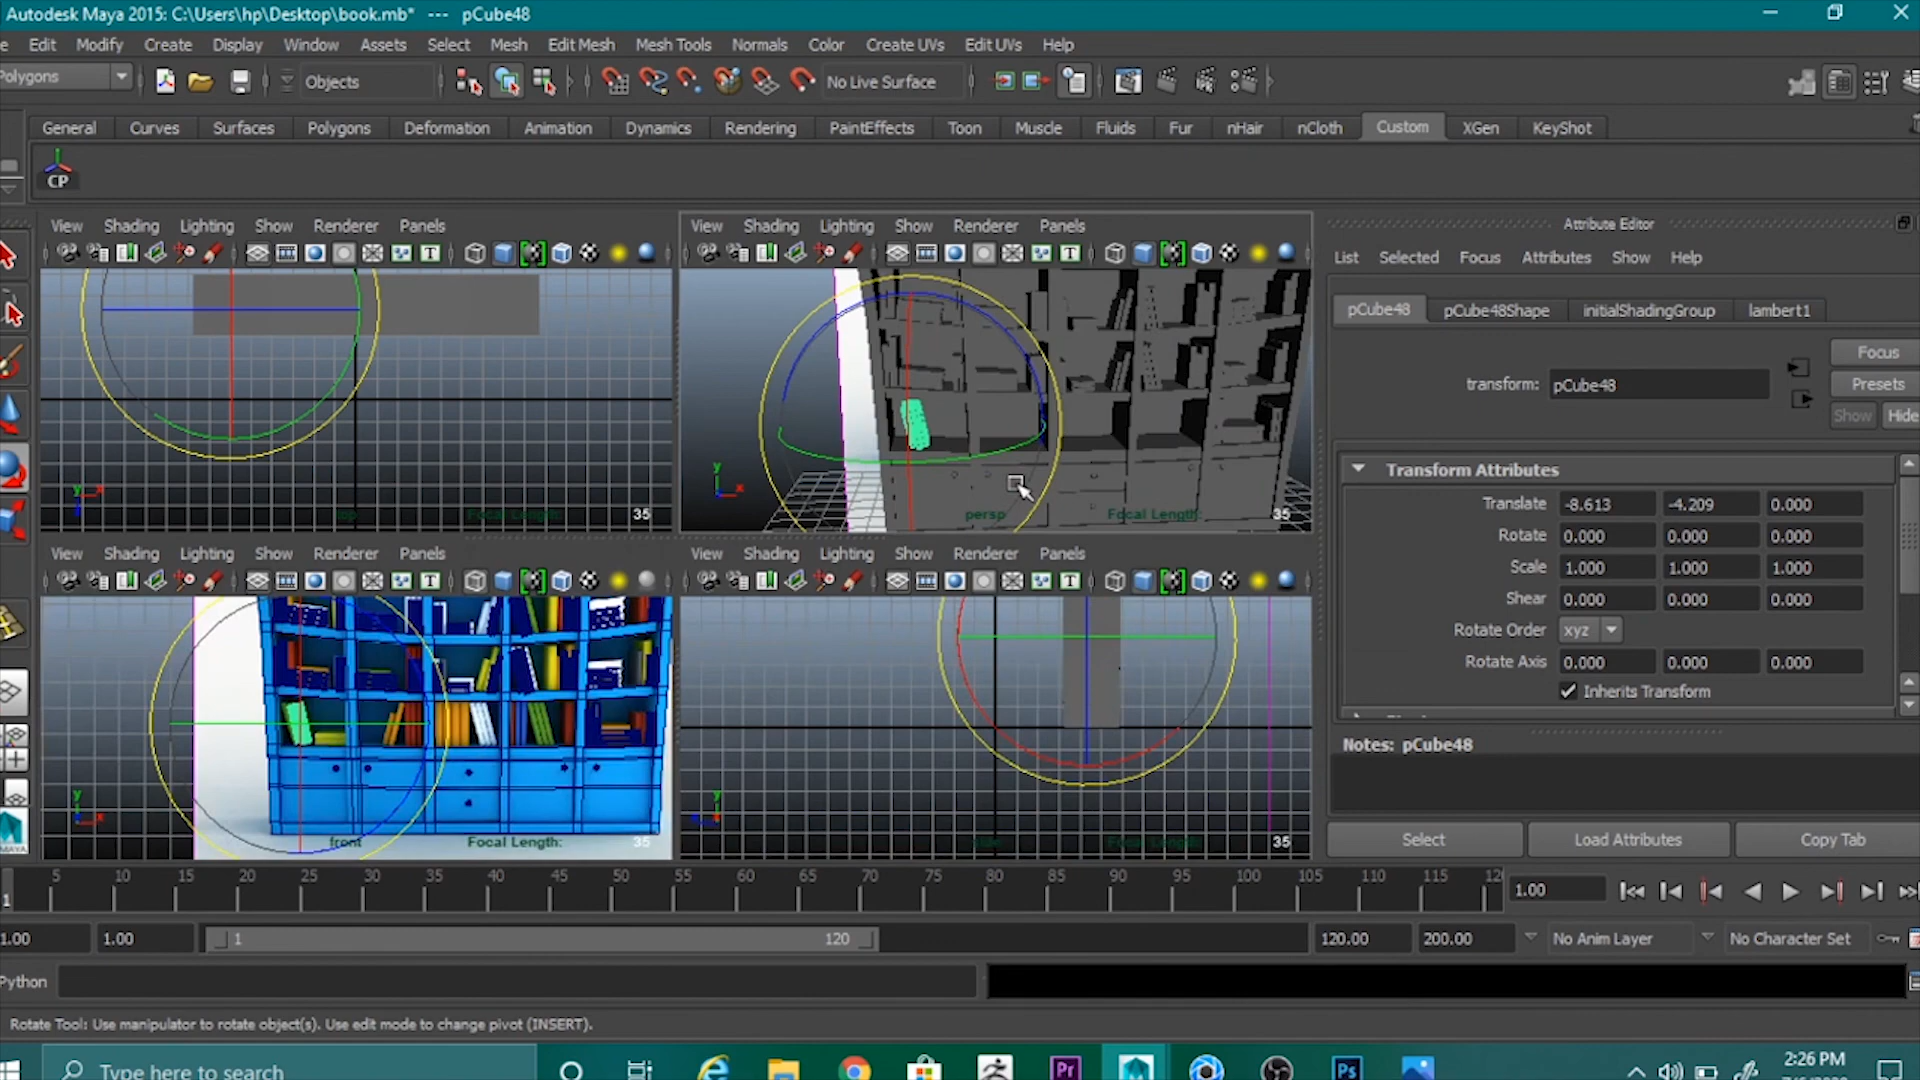 Autodesk Maya 2015: C:\Users\hp\Desktop\book.mb* --- pCube48
Edit Modify Create Display Window Assets Select Mesh Edit Mesh Mesh Tools Normals Color Create UVs Edit UVs Help
Polygons Objects No Live Surface
General Curves Surfaces Polygons Deformation Animation Dynamics Rendering PaintEffects Toon Muscle Fluids Fur nHair nCloth Custom XGen KeyShot
CP
View Shading Lighting Show Renderer Panels
View Shading Lighting Show Renderer Panels
Attribute Editor
List Selected Focus Attributes Show Help
pCube48 pCube48Shape initialShadingGroup lambert1
Focus
transform: pCube48 Presets
Show Hide
y x
top Focal Length: 35
y x
persp Focal Length: 35
Transform Attributes
Translate -8.613 -4.209 0.000
Rotate 0.000 0.000 0.000
Scale 1.000 1.000 1.000
Shear 0.000 0.000 0.000
Rotate Order xyz
Rotate Axis 0.000 0.000 0.000
Inherits Transform
View Shading Lighting Show Renderer Panels
View Shading Lighting Show Renderer Panels
y x
front Focal Length: 35
y
side Focal Length: 35
Notes: pCube48
Select Load Attributes Copy Tab
1 5 10 15 20 25 30 35 40 45 50 55 60 65 70 75 80 85 90 95 100 105 110 115 120 1.00
1.00 1.00 1 120 120.00 200.00 No Anim Layer No Character Set
Python
Rotate Tool: Use manipulator to rotate object(s). Use edit mode to change pivot (INSERT).
Type here to search
Pr
Ps
2:26 PM